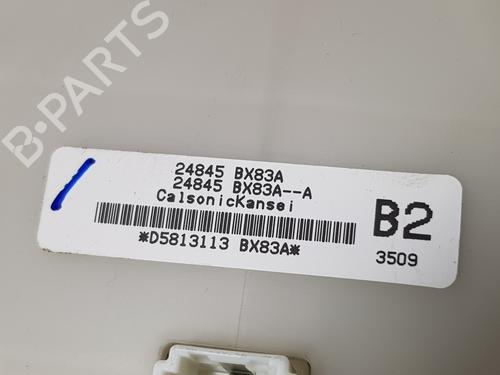 B-PARTS
24845 BX83A
24845 BX83A--A
CalsonicKansei
*D5813113 BX83A*
B2
3509